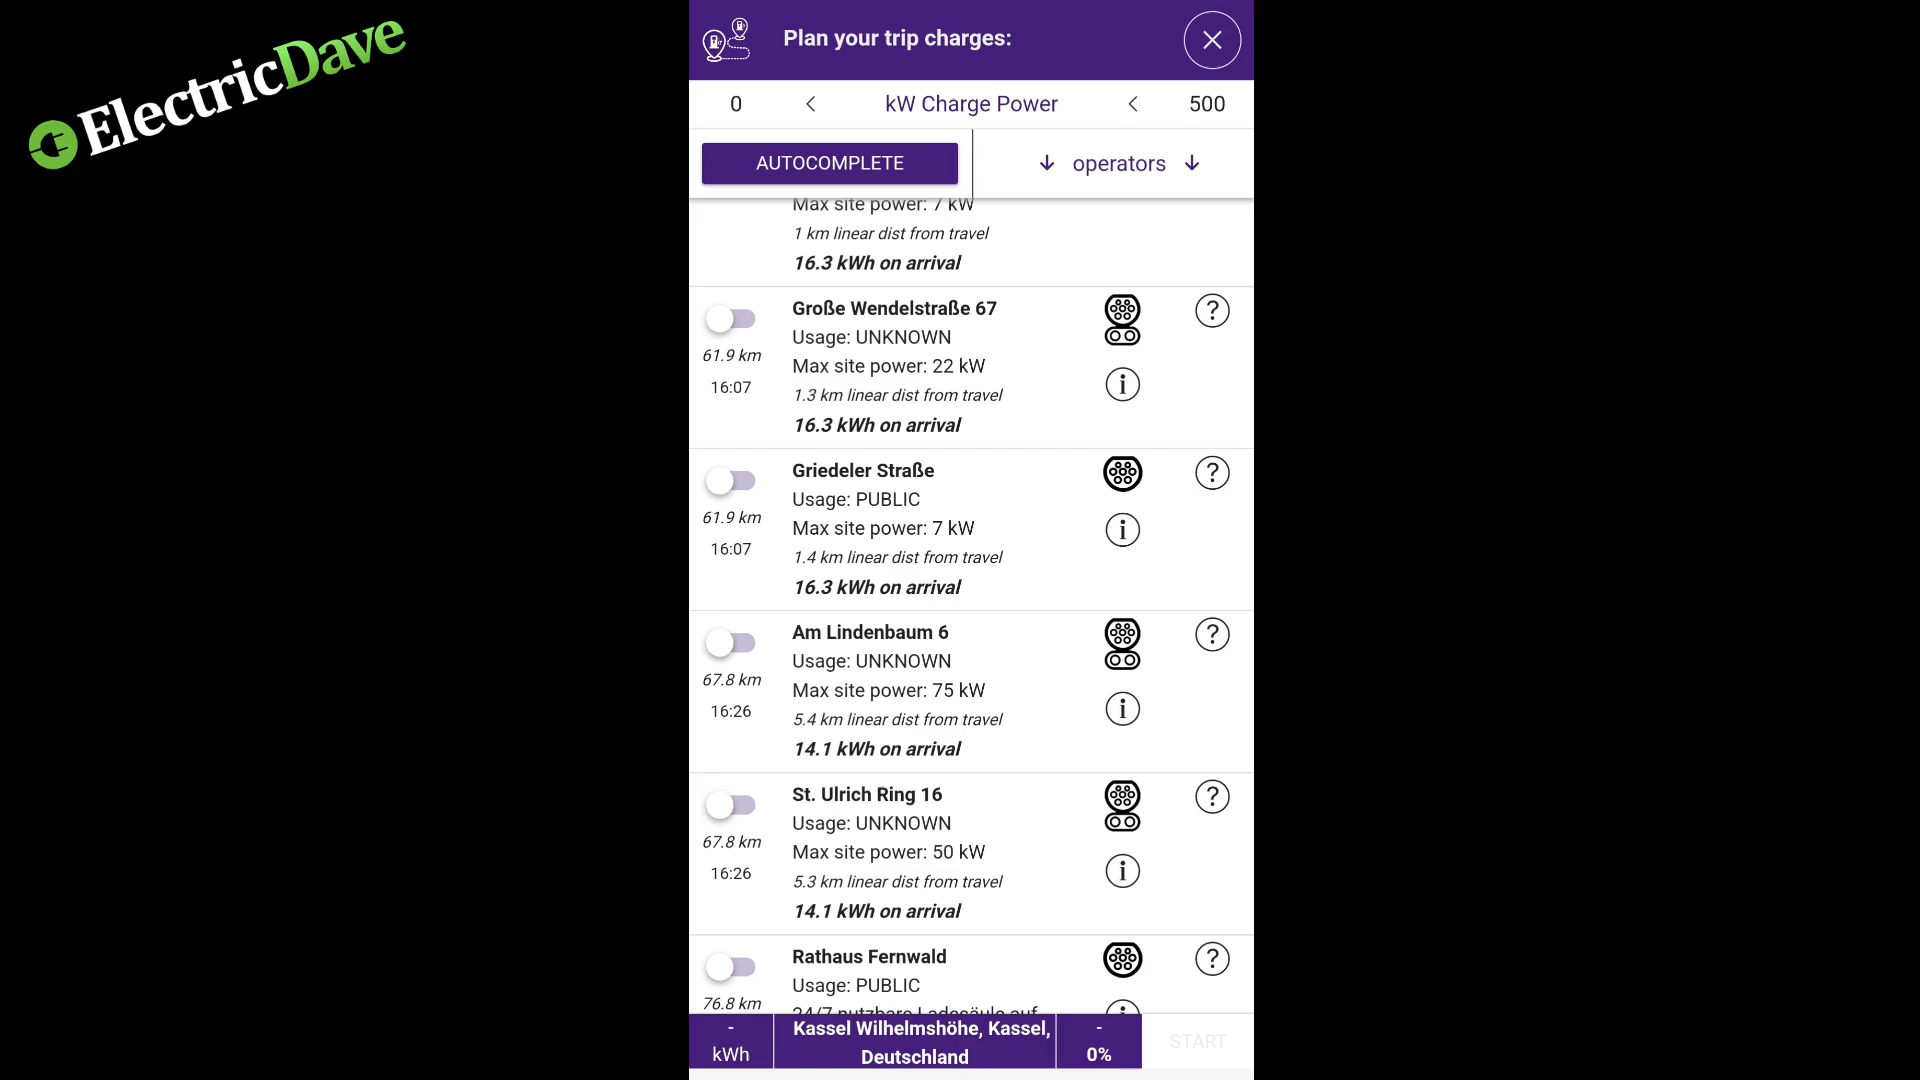 ElectricDave
Plan your trip charges:
0 kW Charge Power 500
AUTOCOMPLETE operators
Max site power: 7 kW
1 km linear dist from travel
16.3 kWh on arrival
Große Wendelstraße 67
Usage: UNKNOWN
Max site power: 22 kW
61.9 km
16:07
1.3 km linear dist from travel
16.3 kWh on arrival
Griedeler Straße
Usage: PUBLIC
Max site power: 7 kW
61.9 km
16:07
1.4 km linear dist from travel
16.3 kWh on arrival
Am Lindenbaum 6
Usage: UNKNOWN
Max site power: 75 kW
67.8 km
16:26
5.4 km linear dist from travel
14.1 kWh on arrival
St. Ulrich Ring 16
Usage: UNKNOWN
Max site power: 50 kW
67.8 km
16:26
5.3 km linear dist from travel
14.1 kWh on arrival
Rathaus Fernwald
Usage: PUBLIC
76.8 km
24/7 nutzbare Ladesäule auf
- kWh
Kassel Wilhelmshöhe, Kassel,
Deutschland
- 0%
START